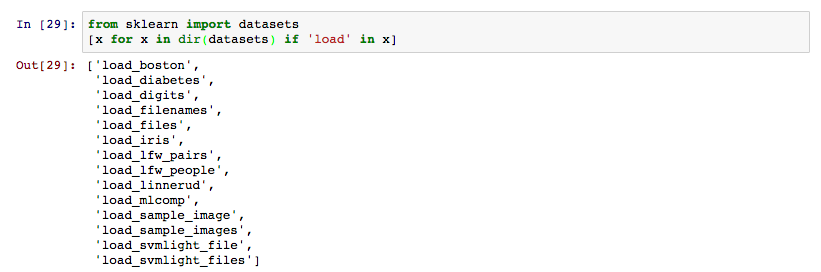 In [29]: from sklearn import datasets
[x for x in dir(datasets) if 'load' in x]
Out[29]: ['load_boston',
'load_diabetes',
'load_digits',
'load_filenames',
'load_files',
'load_iris',
'load_lfw_pairs',
'load_lfw_people',
'load_linnerud',
'load_mlcomp',
'load_sample_image',
'load_sample_images',
'load_svmlight_file',
'load_svmlight_files']